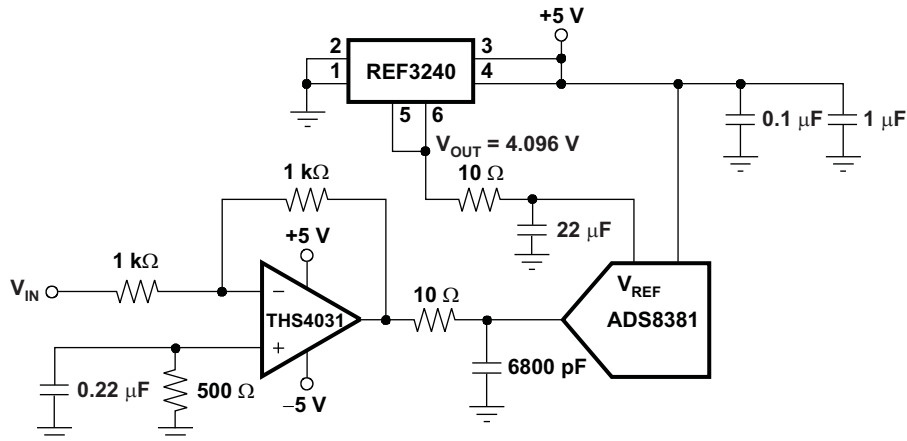 +5 V
2
1
REF3240
3
4
5
6
0.1 μF
1 μF
V_OUT = 4.096 V
1 kΩ
10 Ω
22 μF
+5 V
V_IN
1 kΩ
−
+
THS4031
10 Ω
V_REF
ADS8381
0.22 μF
500 Ω
−5 V
6800 pF